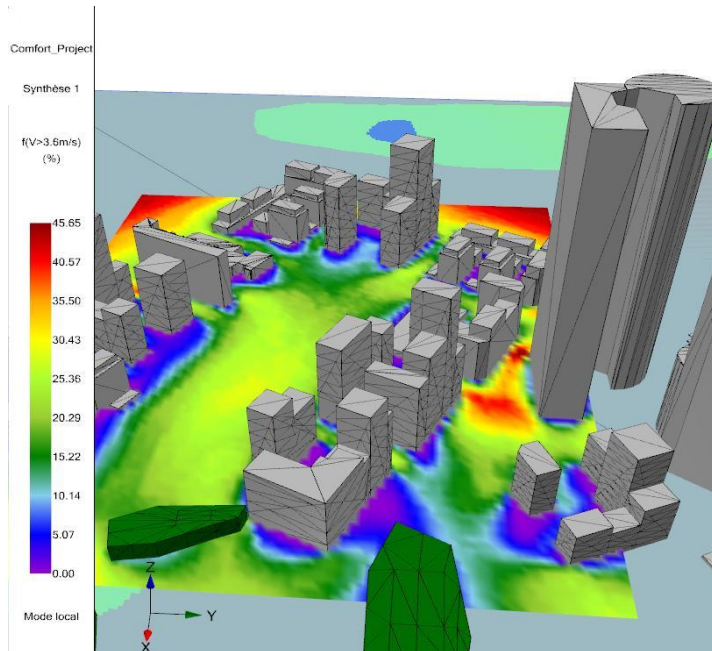 Comfort_Project
Synthèse 1
f(V>3.6m/s)
(%)
45.65
40.57
35.50
30.43
25.36
20.29
15.22
10.14
5.07
0.00
Mode local
Z
Y
X